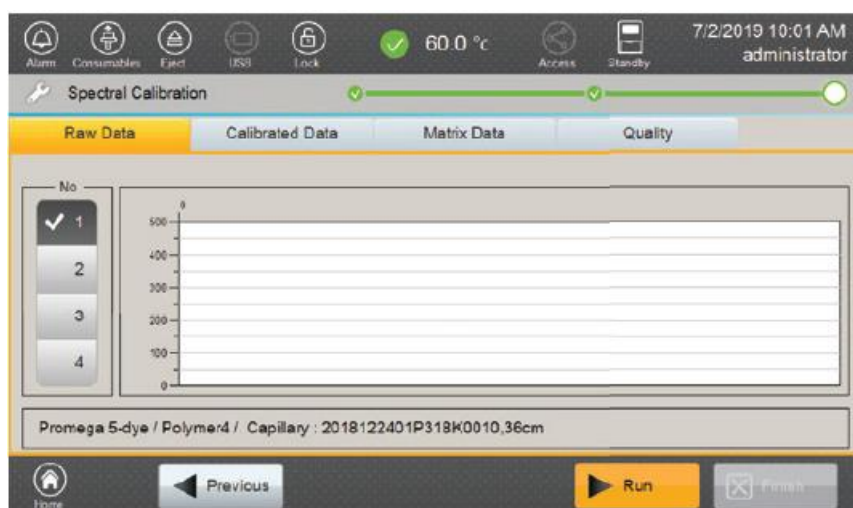 7/2/2019 10:01 AM
60.0 °c
administrator
Alarm Consumables Eject USB Lock Access Standby
Spectral Calibration
Raw Data Calibrated Data Matrix Data Quality
No
0
1
2
3
4
500
400
300
200
100
0
Promega 5-dye / Polymer4 / Capillary : 2018122401P318K0010,36cm
Previous Run Finish
Home